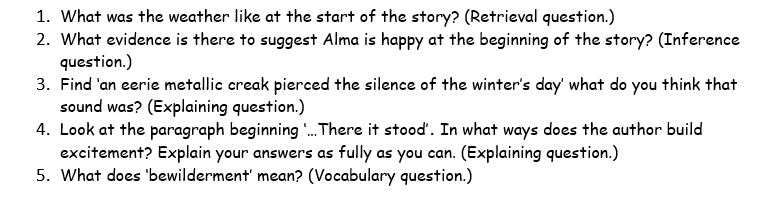 1. What was the weather like at the start of the story? (Retrieval question.)
2. What evidence is there to suggest Alma is happy at the beginning of the story? (Inference
question.)
3. Find 'an eerie metallic creak pierced the silence of the winter's day' what do you think that
sound was? (Explaining question.)
4. Look at the paragraph beginning '…There it stood'. In what ways does the author build
excitement? Explain your answers as fully as you can. (Explaining question.)
5. What does 'bewilderment' mean? (Vocabulary question.)